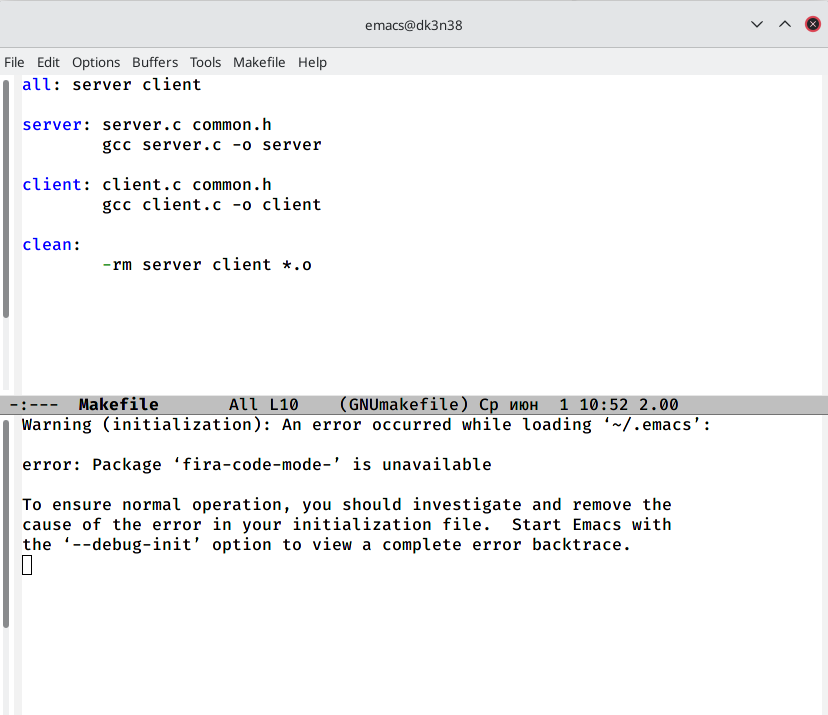 emacs@dk3n38
File Edit Options Buffers Tools Makefile Help
all: server client
server: server.c common.h
        gcc server.c -o server
client: client.c common.h
        gcc client.c -o client
clean:
        -rm server client *.o
-:---  Makefile       All L10    (GNUmakefile) Ср июн  1 10:52 2.00
Warning (initialization): An error occurred while loading ‘~/.emacs’:
error: Package ‘fira-code-mode-’ is unavailable
To ensure normal operation, you should investigate and remove the
cause of the error in your initialization file.  Start Emacs with
the ‘--debug-init’ option to view a complete error backtrace.